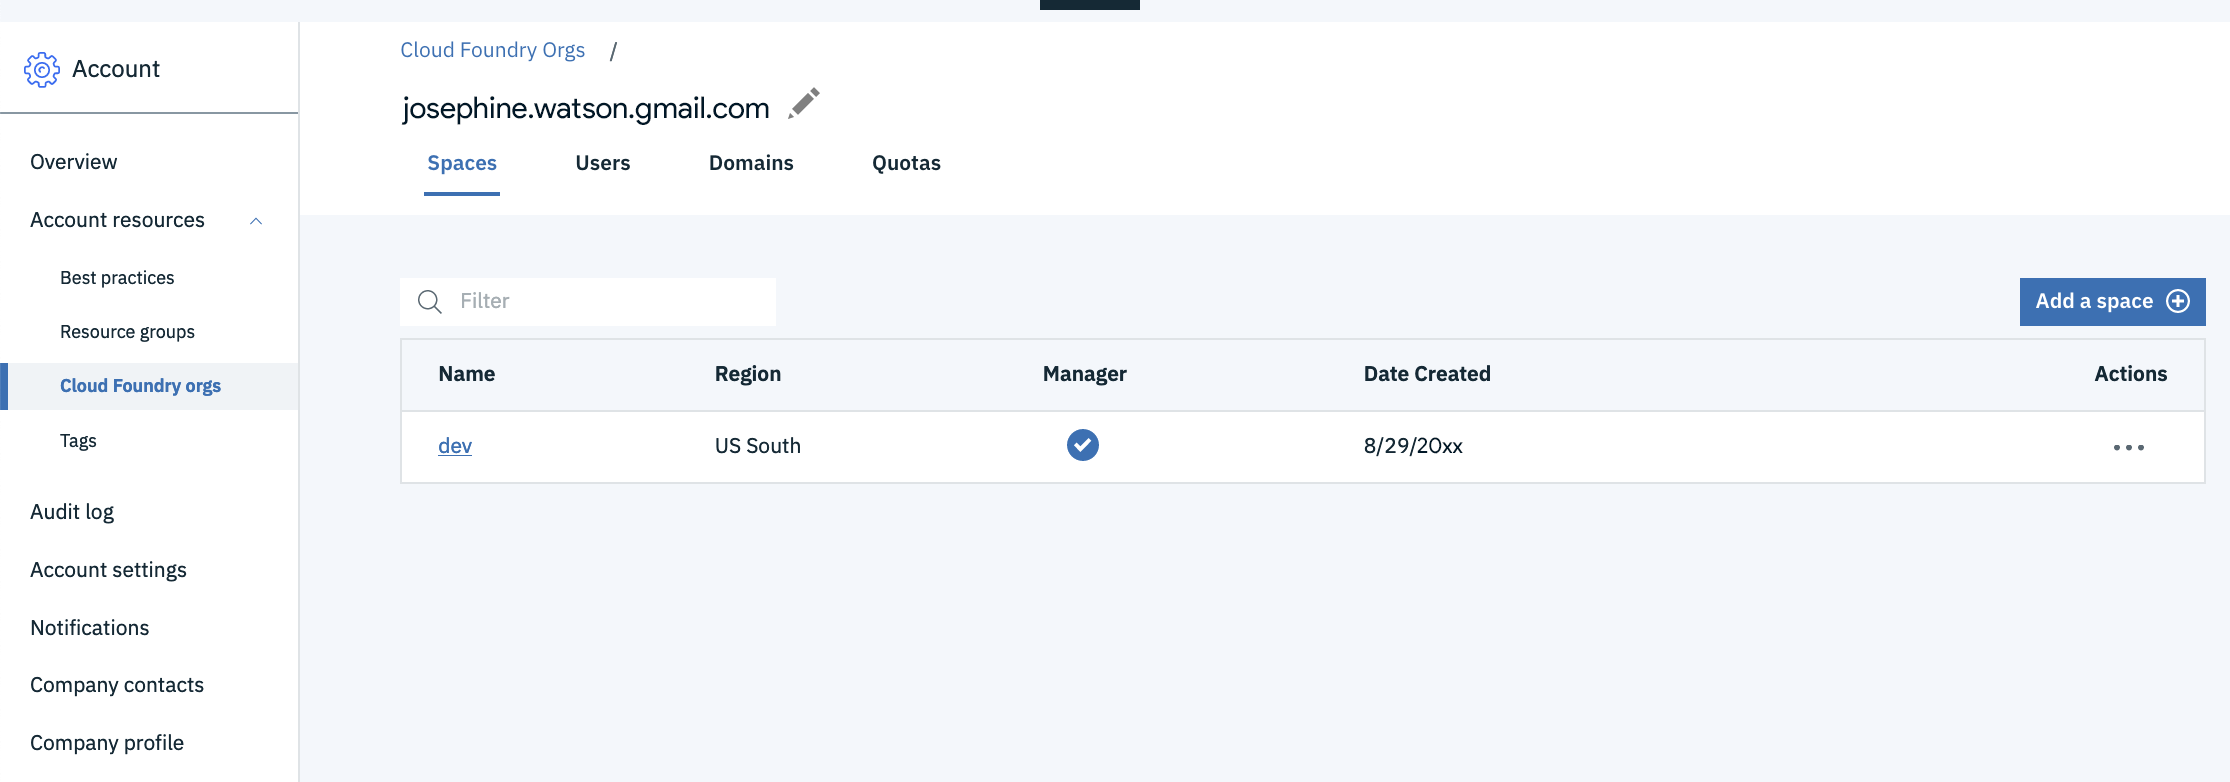 Account
Overview
Account resources
Best practices
Resource groups
Cloud Foundry orgs
Tags
Audit log
Account settings
Notifications
Company contacts
Company profile
Cloud Foundry Orgs /
josephine.watson.gmail.com
Spaces Users Domains Quotas
Filter
Add a space
Name Region Manager Date Created Actions
dev US South 8/29/20xx